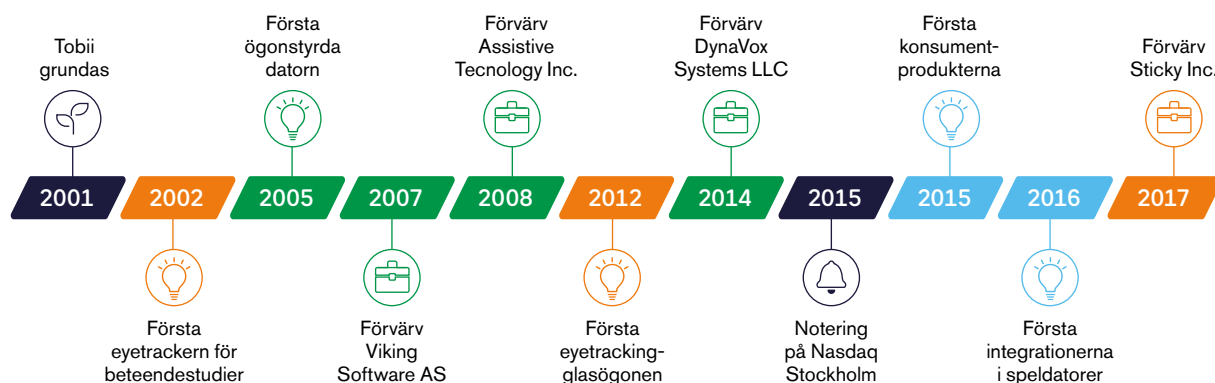 Tobii
grundas
Första
ögonstyrda
datorn
Förvärv
Assistive
Tecnology Inc.
Förvärv
DynaVox
Systems LLC
Första
konsument-
produkterna
Förvärv
Sticky Inc.
2001
2002
2005
2007
2008
2012
2014
2015
2015
2016
2017
Första
eyetrackern för
beteendestudier
Förvärv
Viking
Software AS
Första
eyetracking-
glasögonen
Notering
på Nasdaq
Stockholm
Första
integrationerna
i speldatorer